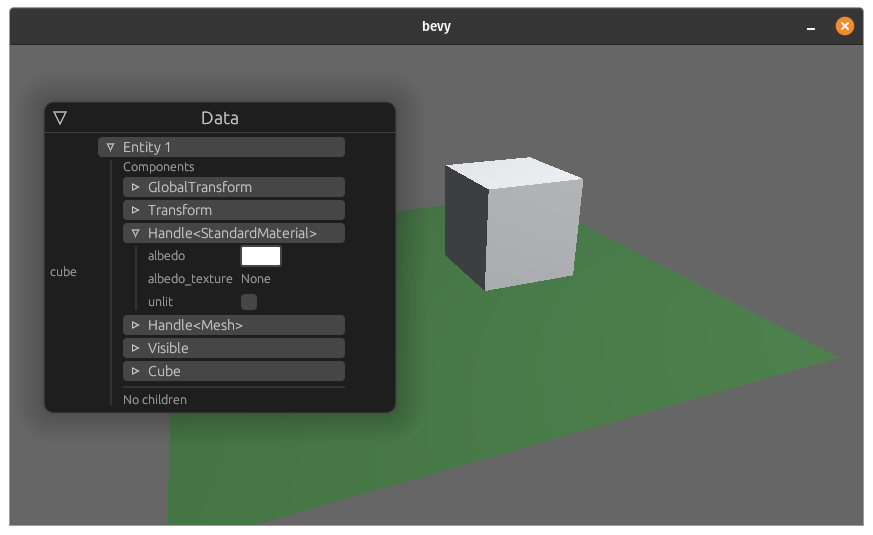 bevy
Data
Entity 1
Components
GlobalTransform
Transform
Handle<StandardMaterial>
albedo
albedo_texture None
cube
unlit
Handle<Mesh>
Visible
Cube
No children